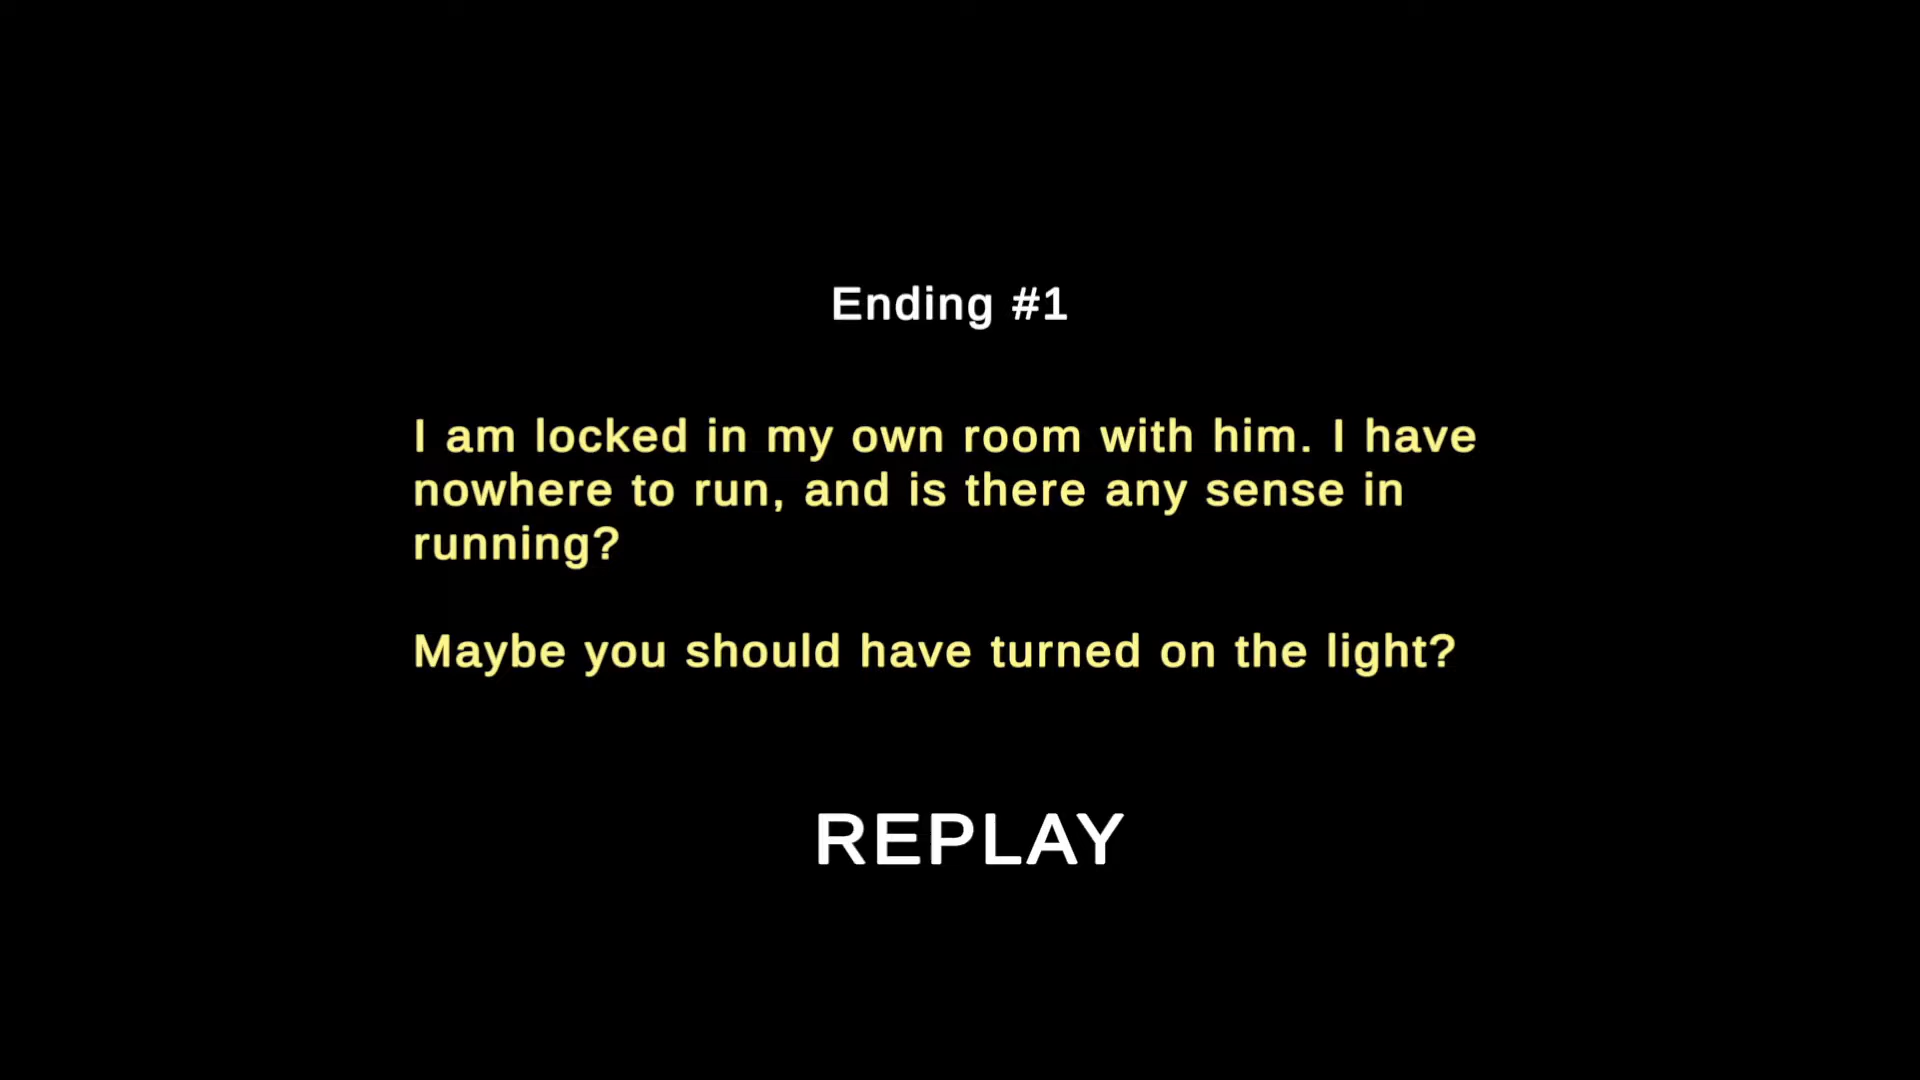 Ending #1
I am locked in my own room with him. I have
nowhere to run, and is there any sense in
running?
Maybe you should have turned on the light?
REPLAY